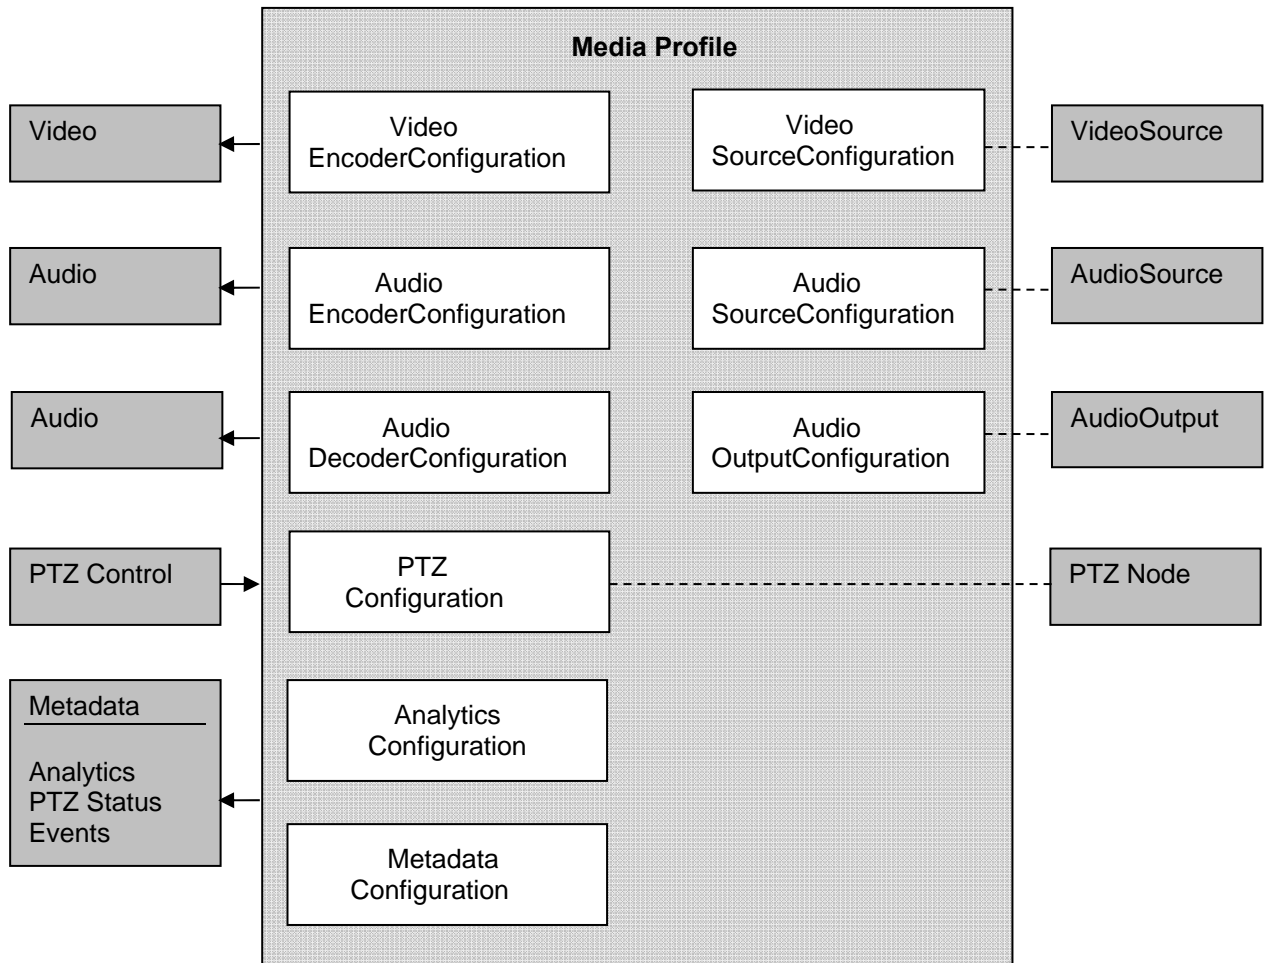 Media Profile
Video
Video
EncoderConfiguration
Video
SourceConfiguration
VideoSource
Audio
Audio
EncoderConfiguration
Audio
SourceConfiguration
AudioSource
Audio
Audio
DecoderConfiguration
Audio
OutputConfiguration
AudioOutput
PTZ Control
PTZ
Configuration
PTZ Node
Metadata
Analytics
PTZ Status
Events
Analytics
Configuration
Metadata
Configuration